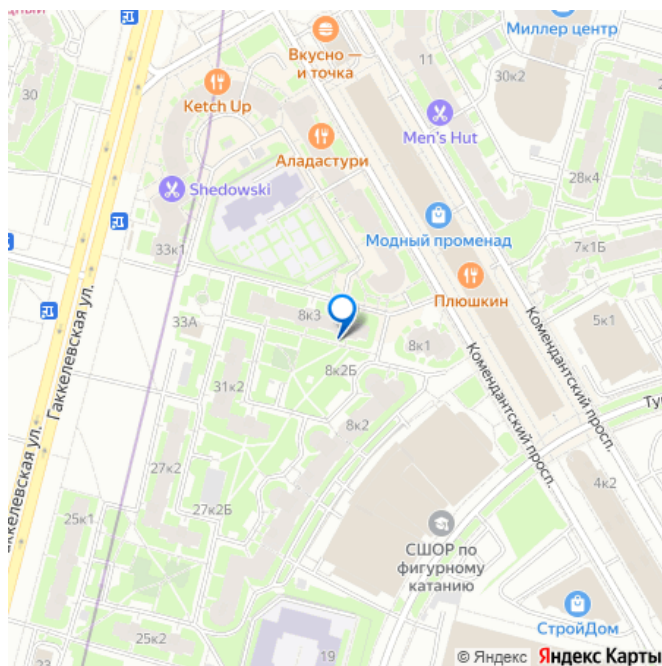 Миллер центр
Вкусно —
и точка
11
30к2
30
Ketch Up
Men's Hut
Аладастури
28к4
Shedowski
Модный променад
7к1Б
33к1
Плюшкин
8к3
33А
5к1
8к1
Комендантский просп.
Гаккелевская ул.
8к2Б
31к2
Комендантский просп.
8к2
27к2
4к2
27к2Б
25к1
СШОР по
фигурному
катанию
СтройДом
25к2
19
23
© Яндекс Яндекс Карты